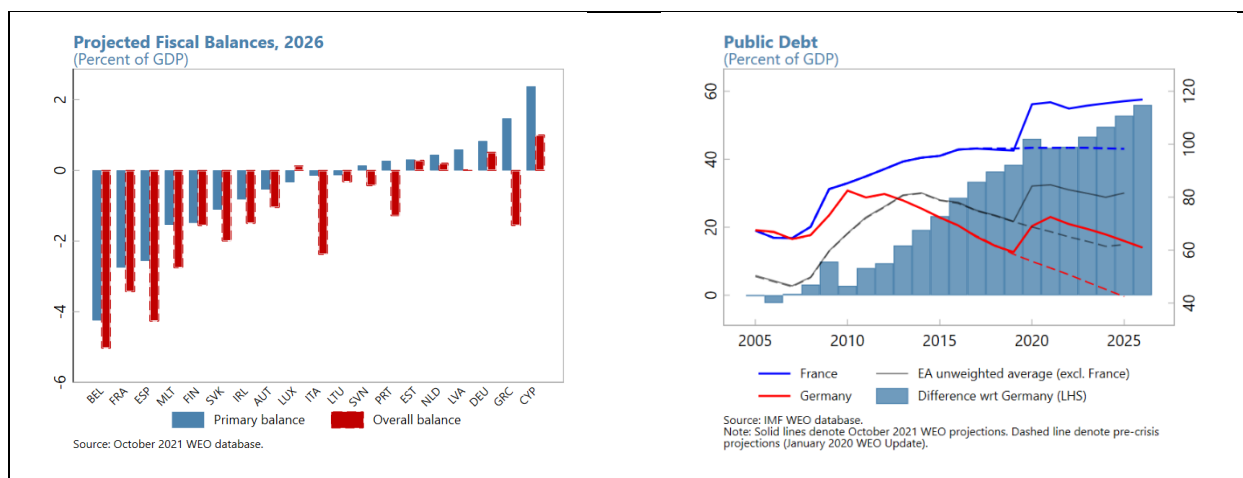 Projected Fiscal Balances, 2026
(Percent of GDP)
2
0
-2
-4
-6
BEL FRA ESP MLT FIN SVK IRL AUT LUX ITA LTU SVN PRT EST NLD LVA DEU GRC CYP
Primary balance Overall balance
Source: October 2021 WEO database.
Public Debt
(Percent of GDP)
60 120
100
40
80
20
60
0 40
2005 2010 2015 2020 2025
France EA unweighted average (excl. France)
Germany Difference wrt Germany (LHS)
Source: IMF WEO database.
Note: Solid lines denote October 2021 WEO projections. Dashed line denote pre-crisis
projections (January 2020 WEO Update).